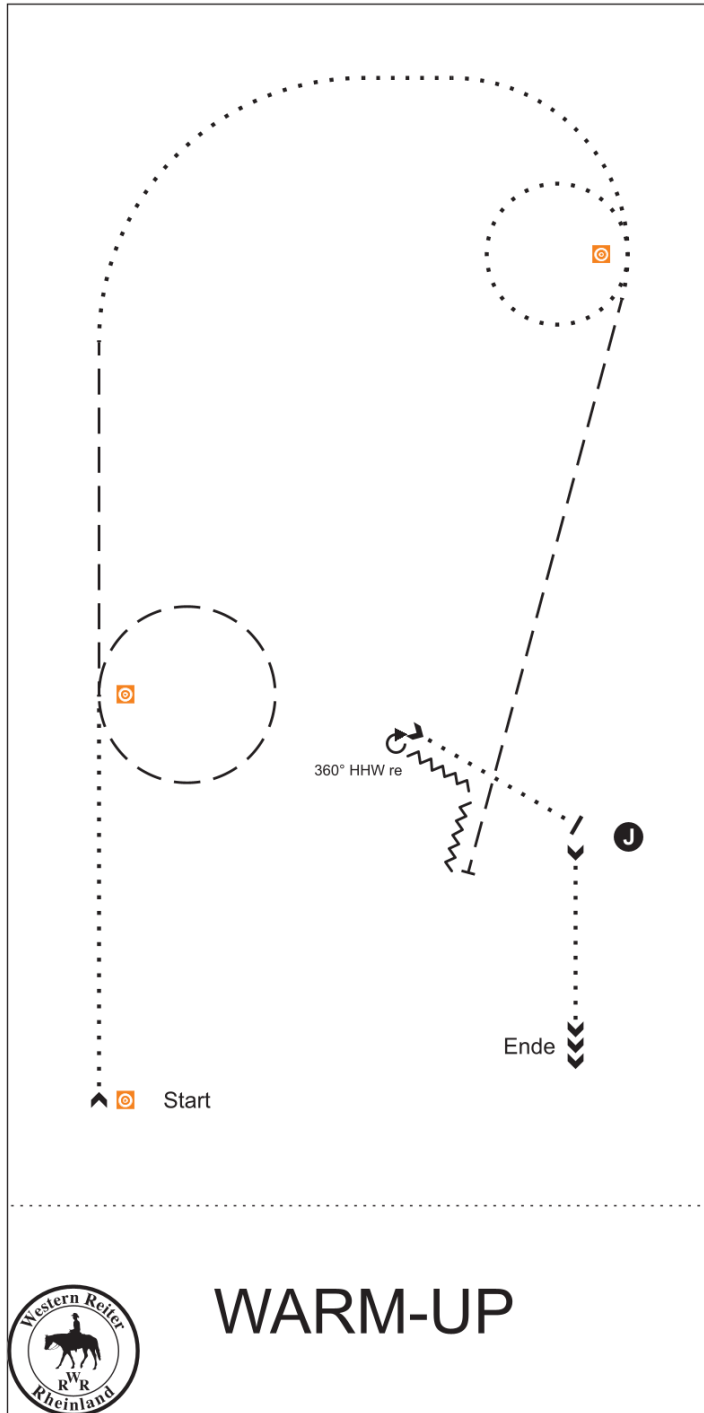 360° HHW re
J
Ende
Start
WARM-UP
Western Reiter
RWR
Rheinland